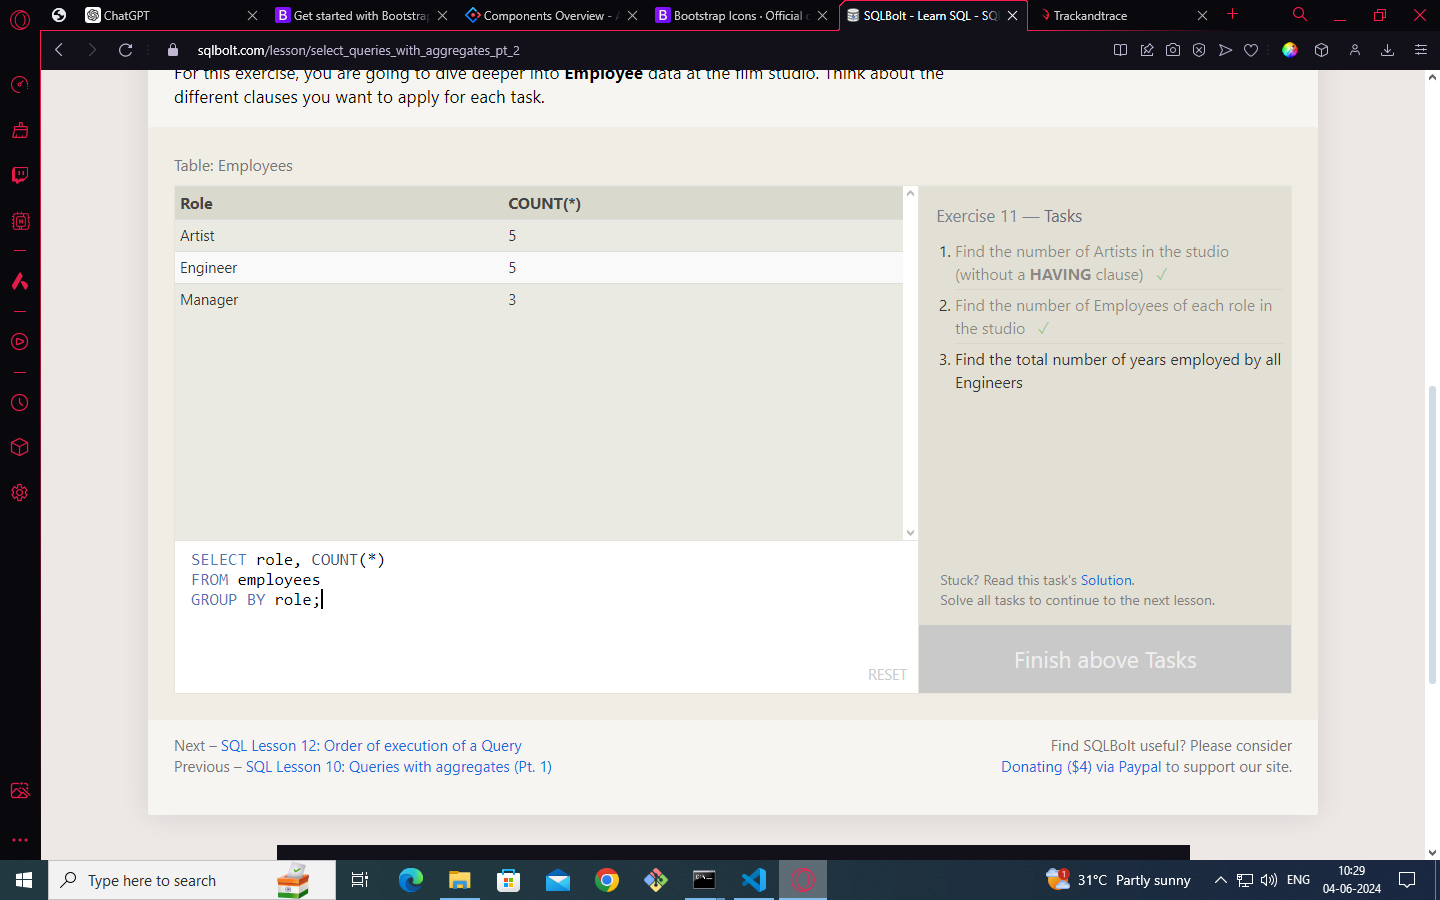 ChatGPT
Get started with Bootstrap
Components Overview -
Bootstrap Icons · Official
SQLBolt - Learn SQL - SQ
Trackandtrace
sqlbolt.com/lesson/select_queries_with_aggregates_pt_2
For this exercise, you are going to dive deeper into Employee data at the film studio. Think about the
different clauses you want to apply for each task.
Table: Employees
Role COUNT(*)
Artist 5
Engineer 5
Manager 3
SELECT role, COUNT(*)
FROM employees
GROUP BY role;
RESET
Exercise 11 — Tasks
1. Find the number of Artists in the studio
(without a HAVING clause) ✓
2. Find the number of Employees of each role in
the studio ✓
3. Find the total number of years employed by all
Engineers
Stuck? Read this task's Solution.
Solve all tasks to continue to the next lesson.
Finish above Tasks
Next – SQL Lesson 12: Order of execution of a Query
Previous – SQL Lesson 10: Queries with aggregates (Pt. 1)
Find SQLBolt useful? Please consider
Donating ($4) via Paypal to support our site.
Type here to search
1
31°C Partly sunny
ENG
10:29
04-06-2024